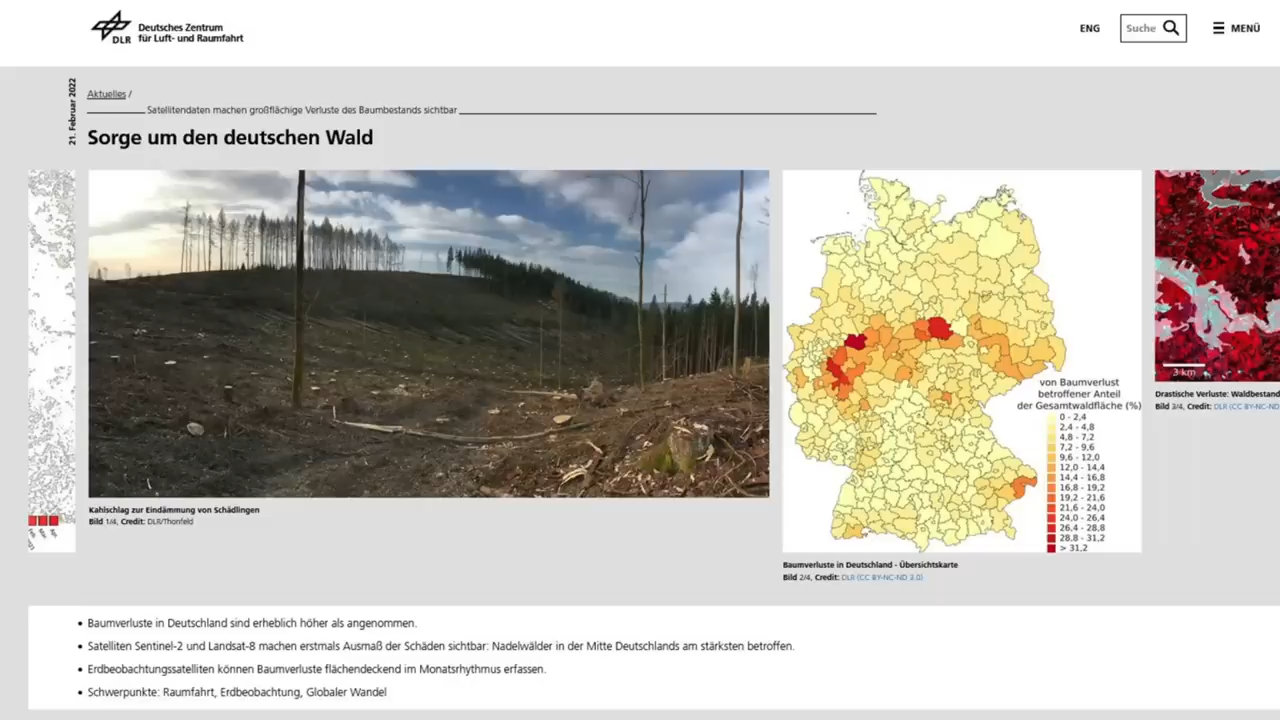 Deutsches Zentrum
für Luft- und Raumfahrt
DLR
ENG
Suche
MENÜ
21. Februar 2022
Aktuelles /
Satellitendaten machen großflächige Verluste des Baumbestands sichtbar
Sorge um den deutschen Wald
von Baumverlust
betroffener Anteil
der Gesamtwaldfläche (%)
0 - 2,4
2,4 - 4,8
4,8 - 7,2
7,2 - 9,6
9,6 - 12,0
12,0 - 14,4
14,4 - 16,8
16,8 - 19,2
19,2 - 21,6
21,6 - 24,0
24,0 - 26,4
26,4 - 28,8
28,8 - 31,2
> 31,2
3 km
Kahlschlag zur Eindämmung von Schädlingen
Bild 1/4, Credit: DLR/Thonfeld
Baumverluste in Deutschland - Übersichtskarte
Bild 2/4, Credit: DLR (CC BY-NC-ND 3.0)
Drastische Verluste: Waldbestand
Bild 3/4, Credit: DLR (CC BY-NC-ND
• Baumverluste in Deutschland sind erheblich höher als angenommen.
• Satelliten Sentinel-2 und Landsat-8 machen erstmals Ausmaß der Schäden sichtbar: Nadelwälder in der Mitte Deutschlands am stärksten betroffen.
• Erdbeobachtungssatelliten können Baumverluste flächendeckend im Monatsrhythmus erfassen.
• Schwerpunkte: Raumfahrt, Erdbeobachtung, Globaler Wandel